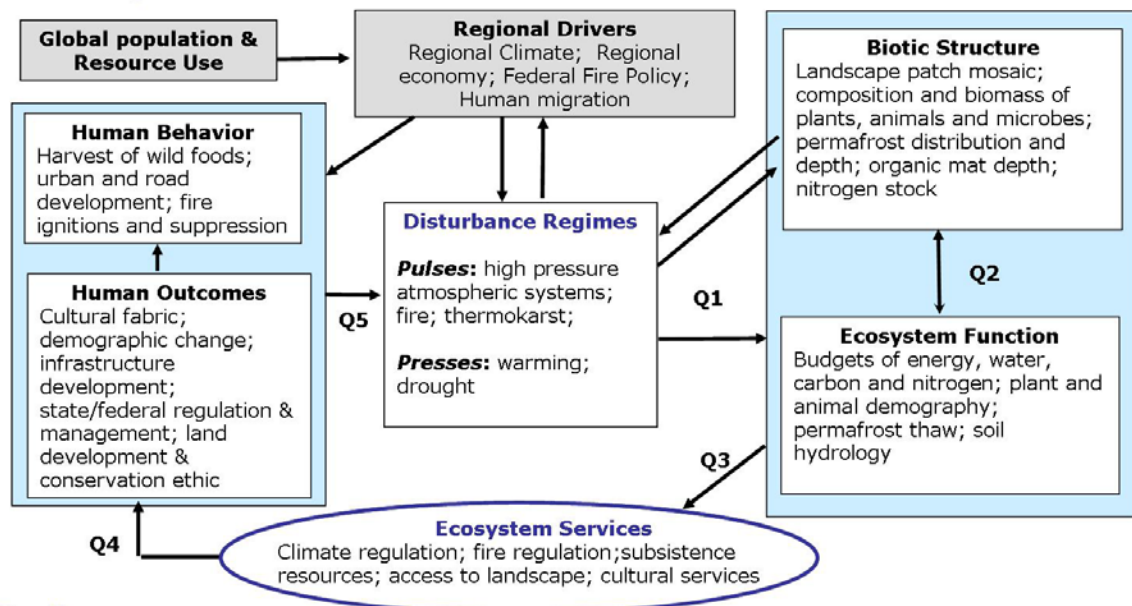 Global population &
Resource Use
Regional Drivers
Regional Climate; Regional
economy; Federal Fire Policy;
Human migration
Biotic Structure
Landscape patch mosaic;
composition and biomass of
plants, animals and microbes;
permafrost distribution and
depth; organic mat depth;
nitrogen stock
Human Behavior
Harvest of wild foods;
urban and road
development; fire
ignitions and suppression
Disturbance Regimes
Pulses: high pressure
atmospheric systems;
fire; thermokarst;
Presses: warming;
drought
Q1
Q2
Human Outcomes
Cultural fabric;
demographic change;
infrastructure
development;
state/federal regulation &
management; land
development &
conservation ethic
Q5
Ecosystem Function
Budgets of energy, water,
carbon and nitrogen; plant and
animal demography;
permafrost thaw; soil
hydrology
Q3
Q4
Ecosystem Services
Climate regulation; fire regulation;subsistence
resources; access to landscape; cultural services